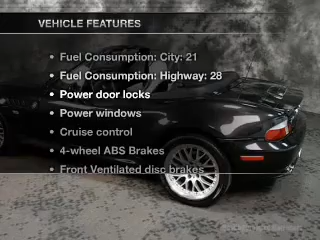 VEHICLE FEATURES
• Fuel Consumption: City: 21
• Fuel Consumption: Highway: 28
• Power door locks
• Power windows
• Cruise control
• 4-wheel ABS Brakes
• Front Ventilated disc brakes